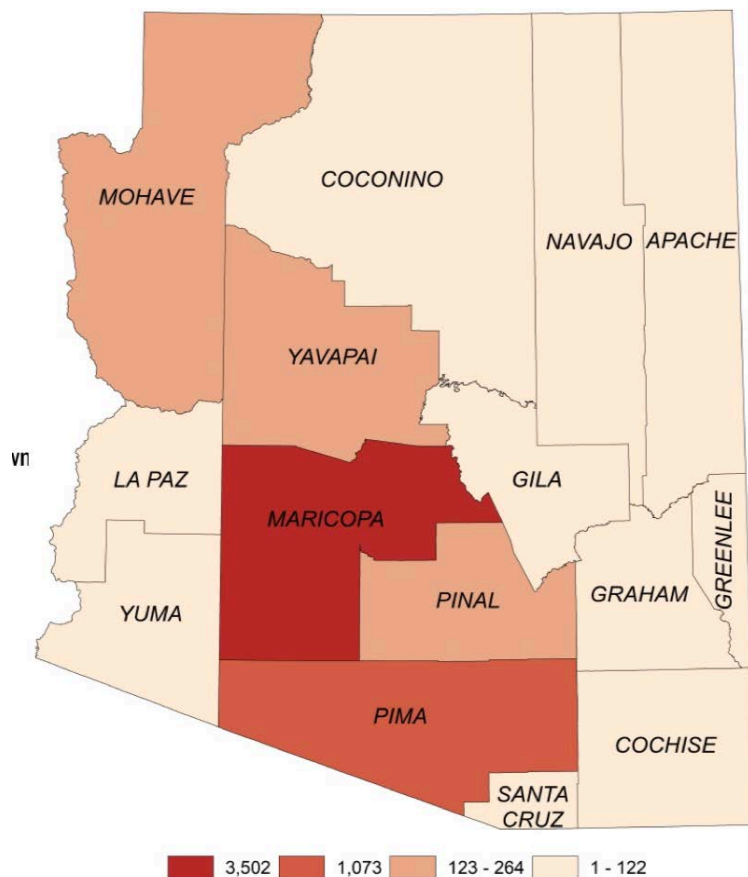 COCONINO
MOHAVE
NAVAJO
APACHE
YAVAPAI
vn
LA PAZ
GILA
MARICOPA
GREENLEE
YUMA
PINAL
GRAHAM
PIMA
COCHISE
SANTA
CRUZ
3,502 1,073 123 - 264 1 - 122